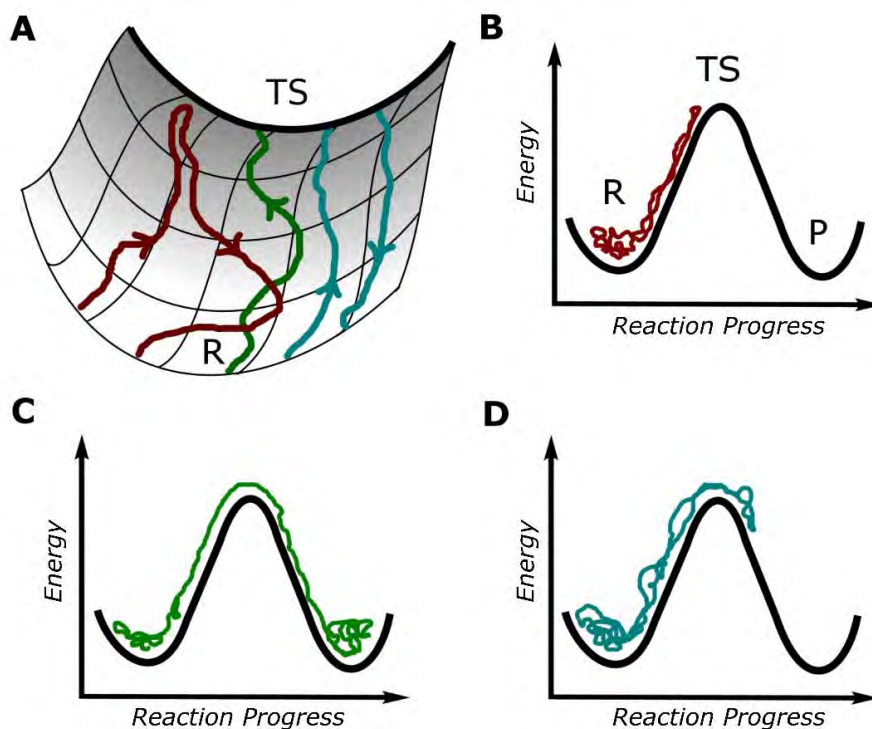 A
TS
R
B
TS
Energy
R
P
Reaction Progress
C
Energy
Reaction Progress
D
Energy
Reaction Progress